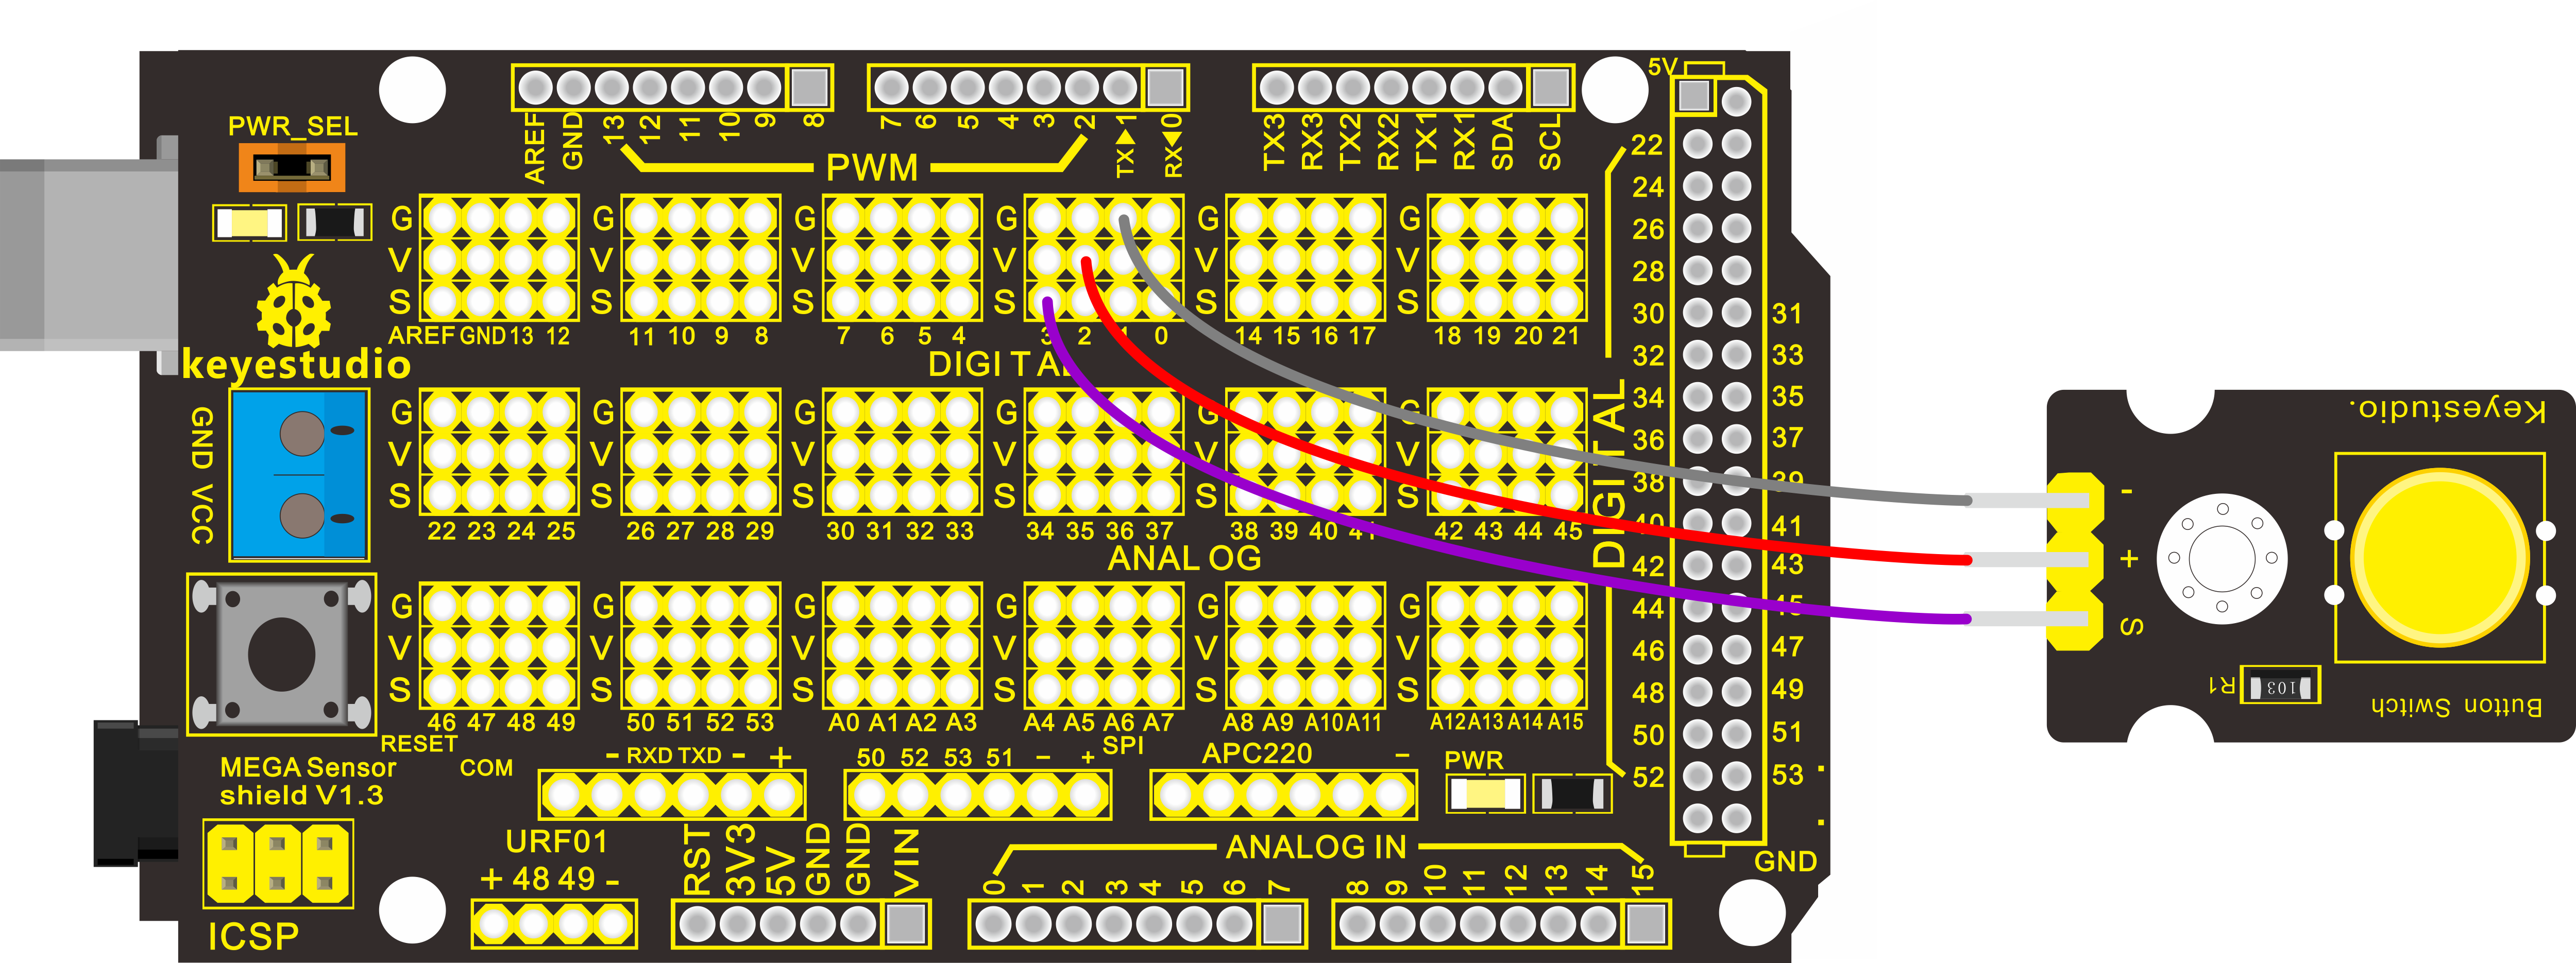 5V
AREF GND 13 12 11 10 9 8
7 6 5 4 3 2 TX▶1 RX◀0
TX3 RX3 TX2 RX2 TX1 RX1 SDA SCL
PWM
PWR_SEL
G G G G G G
V V V V V V
S S S S S S
AREF GND 13 12
11 10 9 8
7 6 5 4
3 2 1 0
14 15 16 17
18 19 20 21
DIGITAL
keyestudio
GND VCC
G G G G G G
V V V V V V
S S S S S S
22 23 24 25
26 27 28 29
30 31 32 33
34 35 36 37
38 39 40 41
42 43 44 45
ANALOG
G G G G G G
V V V V V V
S S S S S S
46 47 48 49
50 51 52 53
A0 A1 A2 A3
A4 A5 A6 A7
A8 A9 A10 A11
A12 A13 A14 A15
RESET
COM
- RXD TXD - +
50 52 53 51 - +
SPI
APC220 -
PWR
MEGA Sensor
shield V1.3
ICSP
URF01
+ 48 49 -
RST 3V3 5V GND GND VIN
ANALOG IN
0 1 2 3 4 5 6 7
8 9 10 11 12 13 14 15
DIGITAL
22
24
26
28
30 31
32 33
34 35
36 37
38 39
40 41
42 43
44 45
46 47
48 49
50 51
52 53
GND
Keyestudio.
-
+
S
R1
103
Button Switch